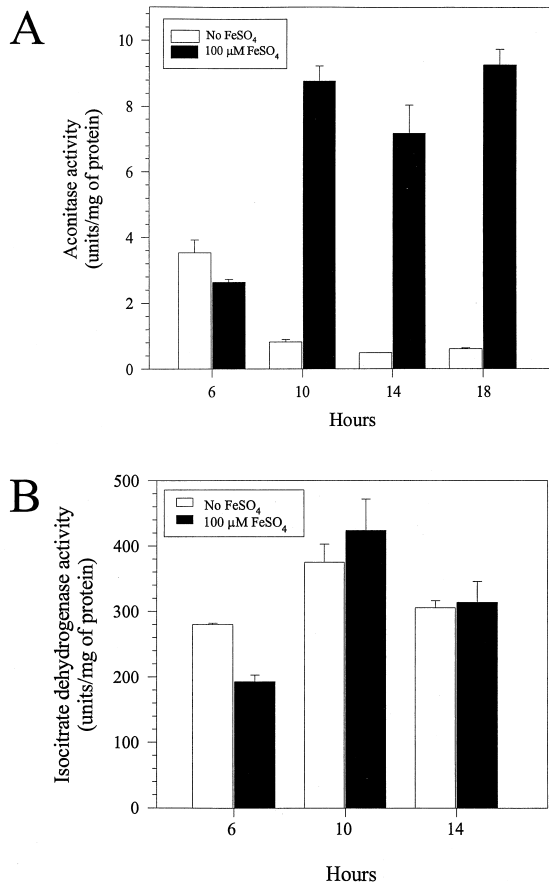 A
No FeSO4
100 µM FeSO4
Aconitase activity
(units/mg of protein)
10
8
6
4
2
0
6 10 14 18
Hours
B
No FeSO4
100 µM FeSO4
Isocitrate dehydrogenase activity
(units/mg of protein)
500
400
300
200
100
0
6 10 14
Hours